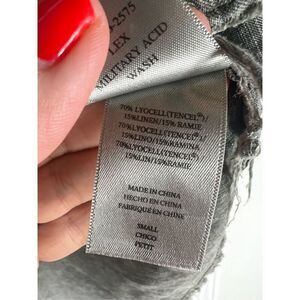 -2575
LEX
MILITARY ACID
WASH
70% LYOCELL(TENCEL®)/
15%LINEN/15%RAMIE
70%LYOCELL(TENCEL®)/
15%LINO/15%RAMINA
70%LYOCELL(TENCEL®)/
15%LIN/15%RAMIE
MADE IN CHINA
HECHO EN CHINA
FABRIQUÉ EN CHINE
SMALL
CHICO
PETIT